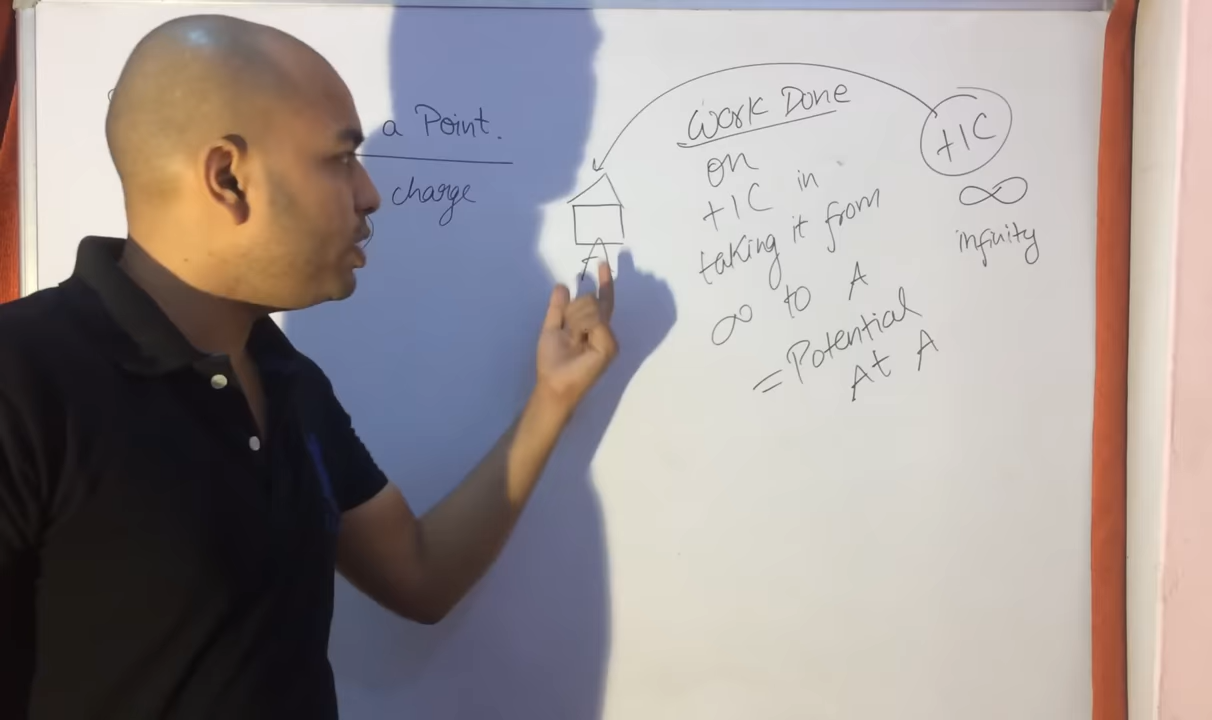 a Point.
charge
A
Work Done
on
+1C in
taking it from
∞ to A
= Potential
At A
+1C
∞
infinity